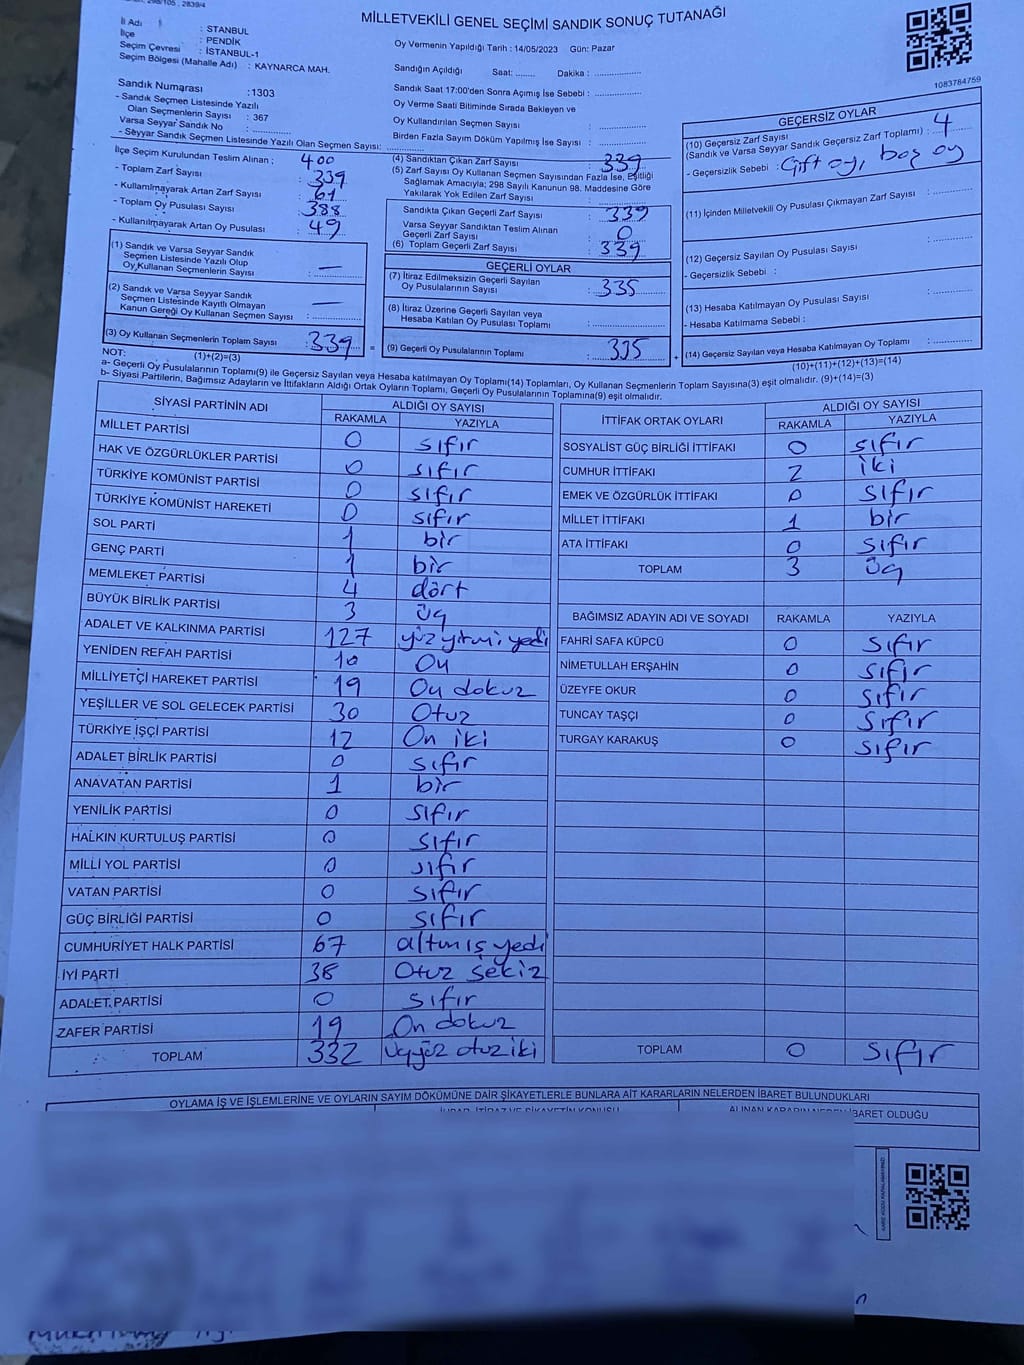 298/105 , 2839/4
MİLLETVEKİLİ GENEL SEÇİMİ SANDIK SONUÇ TUTANAĞI
İl Adı : İSTANBUL
İlçe : PENDİK
Seçim Çevresi : İSTANBUL-1
Seçim Bölgesi (Mahalle Adı) : KAYNARCA MAH.
Sandık Numarası :1303
- Sandık Seçmen Listesinde Yazılı
Olan Seçmenlerin Sayısı : 367
Varsa Seyyar Sandık No :
- Seyyar Sandık Seçmen Listesinde Yazılı Olan Seçmen Sayısı:
Oy Vermenin Yapıldığı Tarih : 14/05/2023 Gün: Pazar
Sandığın Açıldığı Saat: Dakika :
Sandık Saat 17:00'den Sonra Açımış İse Sebebi :
Oy Verme Saati Bitiminde Sırada Bekleyen ve
Oy Kullandırılan Seçmen Sayısı :
Birden Fazla Sayım Döküm Yapılmış İse Sayısı :
1083784759
İlçe Seçim Kurulundan Teslim Alınan ; 400
- Toplam Zarf Sayısı : 339
- Kullanılmayarak Artan Zarf Sayısı : 61
- Toplam Oy Pusulası Sayısı : 388
- Kullanılmayarak Artan Oy Pusulası : 49
(1) Sandık ve Varsa Seyyar Sandık
Seçmen Listesinde Yazılı Olup
Oy Kullanan Seçmenlerin Sayısı : —
(2) Sandık ve Varsa Seyyar Sandık
Seçmen Listesinde Kayıtlı Olmayan
Kanun Gereği Oy Kullanan Seçmen Sayısı : —
(3) Oy Kullanan Seçmenlerin Toplam Sayısı : 339 =
(1)+(2)=(3)
(4) Sandıktan Çıkan Zarf Sayısı : 339
(5) Zarf Sayısı Oy Kullanan Seçmen Sayısından Fazla İse, Eşitliği
Sağlamak Amacıyla; 298 Sayılı Kanunun 98. Maddesine Göre
Yakılarak Yok Edilen Zarf Sayısı :
Sandıkta Çıkan Geçerli Zarf Sayısı : 339
Varsa Seyyar Sandıktan Teslim Alınan
Geçerli Zarf Sayısı : 0
(6) Toplam Geçerli Zarf Sayısı : 339
GEÇERLİ OYLAR
(7) İtiraz Edilmeksizin Geçerli Sayılan
Oy Pusulalarının Sayısı : 335
(8) İtiraz Üzerine Geçerli Sayılan veya
Hesaba Katılan Oy Pusulası Toplamı :
(9) Geçerli Oy Pusulalarının Toplamı : 335 +
GEÇERSİZ OYLAR
(10) Geçersiz Zarf Sayısı
(Sandık ve Varsa Seyyar Sandık Geçersiz Zarf Toplamı) : 4
- Geçersizlik Sebebi : Çift oy, boş oy
(11) İçinden Milletvekili Oy Pusulası Çıkmayan Zarf Sayısı :
(12) Geçersiz Sayılan Oy Pusulası Sayısı :
- Geçersizlik Sebebi :
(13) Hesaba Katılmayan Oy Pusulası Sayısı :
- Hesaba Katılmama Sebebi :
(14) Geçersiz Sayılan veya Hesaba Katılmayan Oy Toplamı :
(10)+(11)+(12)+(13)=(14)
NOT:
a- Geçerli Oy Pusulalarının Toplamı(9) ile Geçersiz Sayılan veya Hesaba katılmayan Oy Toplamı(14) Toplamları, Oy Kullanan Seçmenlerin Toplam Sayısına(3) eşit olmalıdır. (9)+(14)=(3)
b- Siyasi Partilerin, Bağımsız Adayların ve İttifakların Aldığı Ortak Oyların Toplamı, Geçerli Oy Pusulalarının Toplamına(9) eşit olmalıdır.
SİYASİ PARTİNİN ADI ALDIĞI OY SAYISI
RAKAMLA YAZIYLA
MİLLET PARTİSİ 0 sıfır
HAK VE ÖZGÜRLÜKLER PARTİSİ 0 sıfır
TÜRKİYE KOMÜNİST PARTİSİ 0 sıfır
TÜRKİYE KOMÜNİST HAREKETİ 0 sıfır
SOL PARTİ 1 bir
GENÇ PARTİ 1 bir
MEMLEKET PARTİSİ 4 dört
BÜYÜK BİRLİK PARTİSİ 3 üç
ADALET VE KALKINMA PARTİSİ 127 yüz yirmi yedi
YENİDEN REFAH PARTİSİ 10 On
MİLLİYETÇİ HAREKET PARTİSİ 19 On dokuz
YEŞİLLER VE SOL GELECEK PARTİSİ 30 Otuz
TÜRKİYE İŞÇİ PARTİSİ 12 On iki
ADALET BİRLİK PARTİSİ 0 sıfır
ANAVATAN PARTİSİ 1 bir
YENİLİK PARTİSİ 0 sıfır
HALKIN KURTULUŞ PARTİSİ 0 sıfır
MİLLİ YOL PARTİSİ 0 sıfır
VATAN PARTİSİ 0 sıfır
GÜÇ BİRLİĞİ PARTİSİ 0 sıfır
CUMHURİYET HALK PARTİSİ 67 altmış yedi
İYİ PARTİ 38 Otuz sekiz
ADALET PARTİSİ 0 sıfır
ZAFER PARTİSİ 19 On dokuz
TOPLAM 332 üçyüz otuz iki
İTTİFAK ORTAK OYLARI ALDIĞI OY SAYISI
RAKAMLA YAZIYLA
SOSYALİST GÜÇ BİRLİĞİ İTTİFAKI 0 sıfır
CUMHUR İTTİFAKI 2 iki
EMEK VE ÖZGÜRLÜK İTTİFAKI 0 sıfır
MİLLET İTTİFAKI 1 bir
ATA İTTİFAKI 0 sıfır
TOPLAM 3 üç
BAĞIMSIZ ADAYIN ADI VE SOYADI RAKAMLA YAZIYLA
FAHRİ SAFA KÜPCÜ 0 sıfır
NİMETULLAH ERŞAHİN 0 sıfır
ÜZEYFE OKUR 0 sıfır
TUNCAY TAŞÇI 0 sıfır
TURGAY KARAKUŞ 0 sıfır
TOPLAM 0 sıfır
OYLAMA İŞ VE İŞLEMLERİNE VE OYLARIN SAYIM DÖKÜMÜNE DAİR ŞİKAYETLERLE BUNLARA AİT KARARLARIN NELERDEN İBARET BULUNDUKLARI
İHBAR, İTİRAZ VE ŞİKAYETİN KONUSU ALINAN KARARIN NEDEN İBARET OLDUĞU